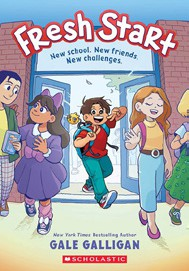 FRESH START
New school. New friends.
New challenges.
New York Times Bestselling Author
GALE GALLIGAN
SCHOLASTIC